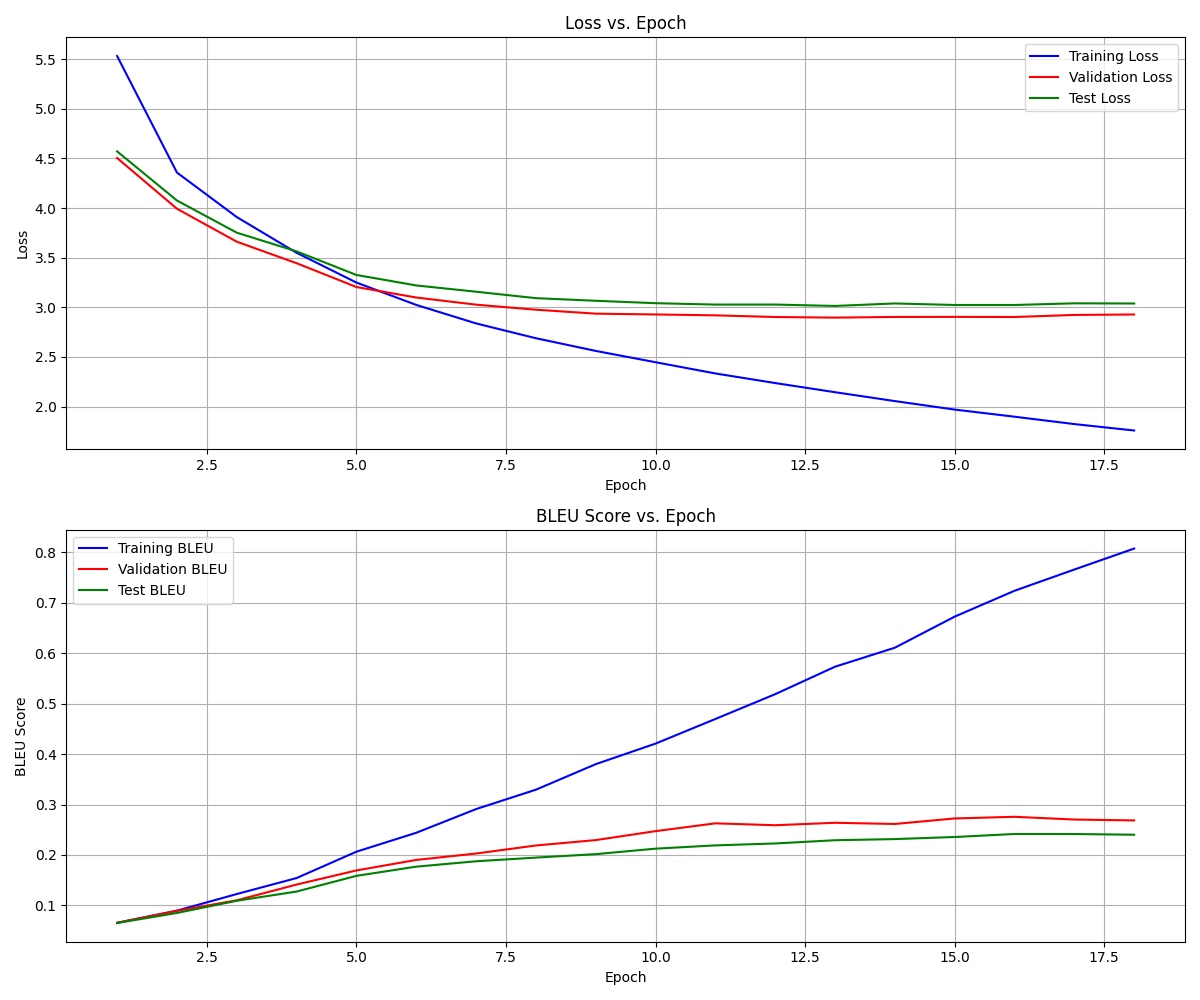 Loss vs. Epoch
5.5
5.0
4.5
4.0
3.5
3.0
2.5
2.0
Loss
Training Loss
Validation Loss
Test Loss
2.5 5.0 7.5 10.0 12.5 15.0 17.5
Epoch
BLEU Score vs. Epoch
0.8
0.7
0.6
0.5
0.4
0.3
0.2
0.1
BLEU Score
Training BLEU
Validation BLEU
Test BLEU
2.5 5.0 7.5 10.0 12.5 15.0 17.5
Epoch